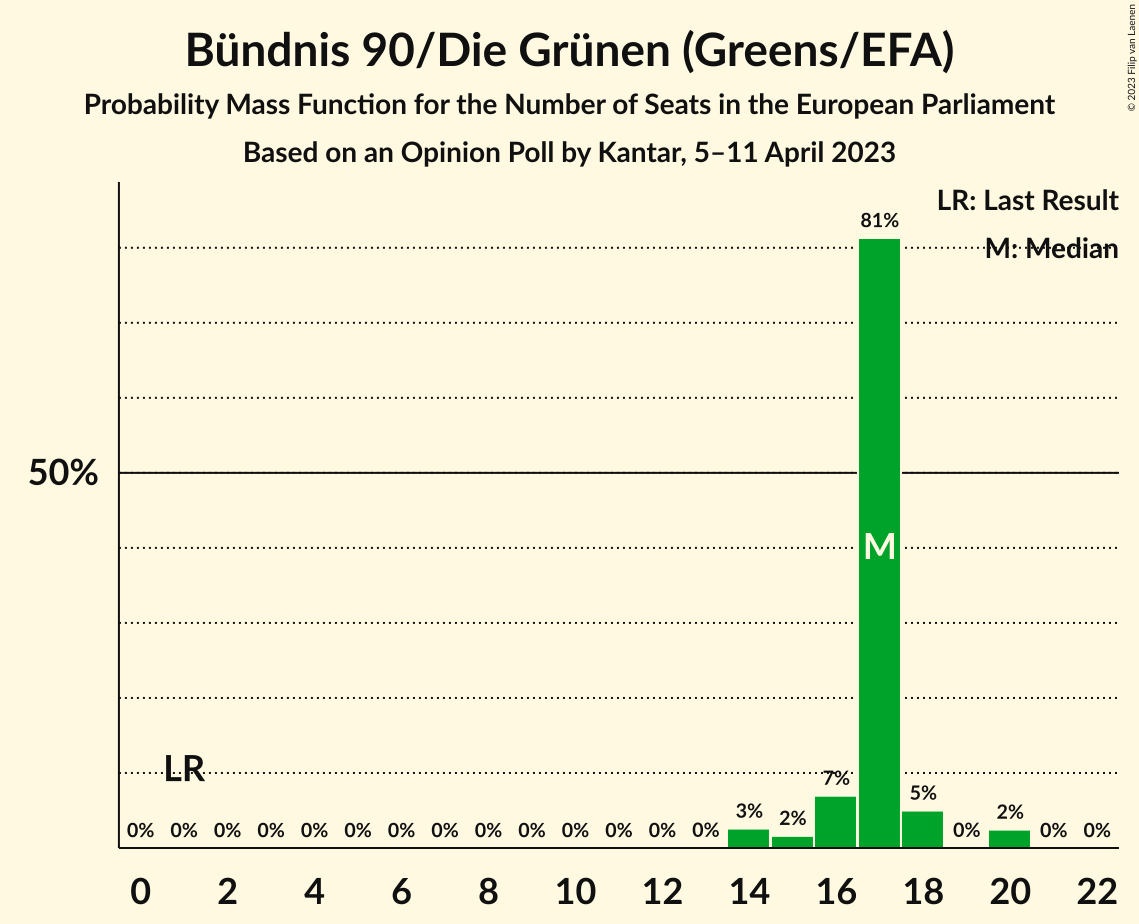 Bündnis 90/Die Grünen (Greens/EFA)
Probability Mass Function for the Number of Seats in the European Parliament
Based on an Opinion Poll by Kantar, 5–11 April 2023
© 2023 Filip van Laenen
LR: Last Result
M: Median
81%
50%
M
LR
7%
5%
3%
2%
2%
0% 0% 0% 0% 0% 0% 0% 0% 0% 0% 0% 0% 0% 0% 0% 0% 0%
0 2 4 6 8 10 12 14 16 18 20 22